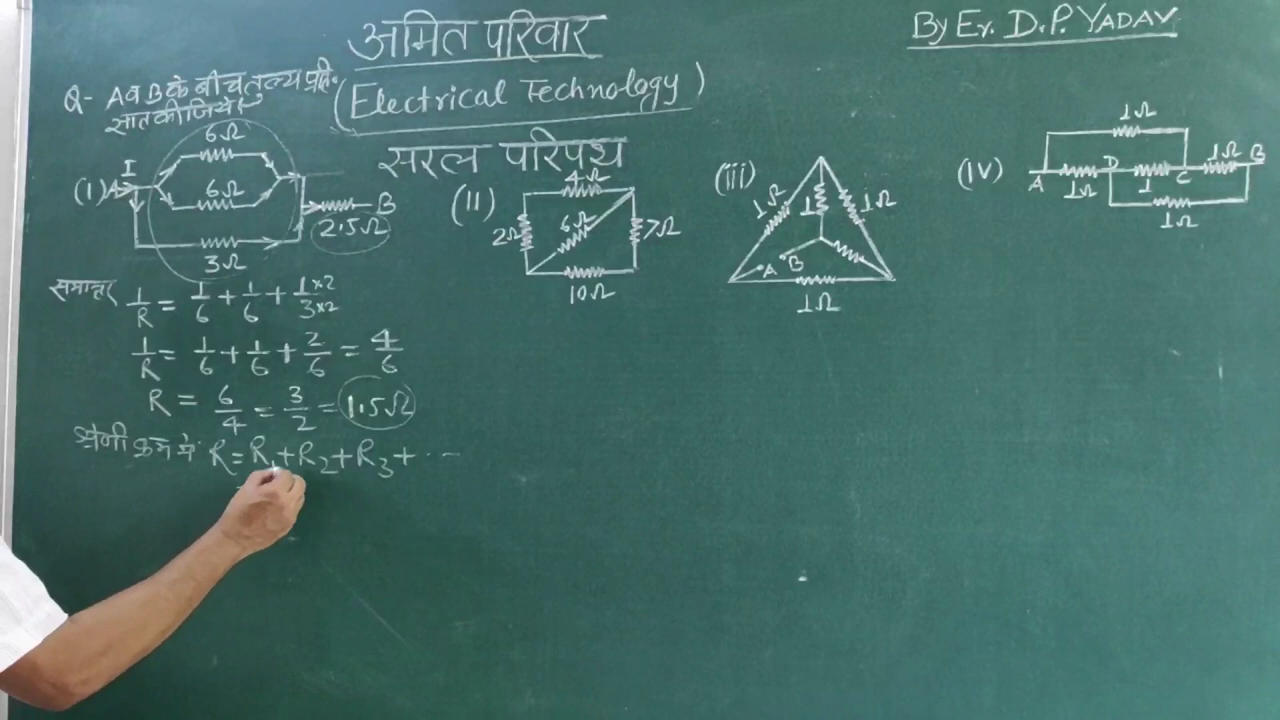 अमित परिवार
By Er. D.P. YADAV
(Electrical Technology)
Q- A व B के बीच तुल्य प्रति॰
ज्ञात कीजिये।
सरल परिपथ
(I) A I 6Ω 6Ω 3Ω 2.5Ω B
(II) 4Ω 2Ω 6Ω 7Ω 10Ω
(iii) 1Ω 1 1Ω A B 1Ω
(IV) 1Ω A 1Ω D 1 C 1Ω B 1Ω
1/R = 1/6 + 1/6 + 1×2/3×2
1/R = 1/6 + 1/6 + 2/6 = 4/6
R = 6/4 = 3/2 = 1.5Ω
श्रेणी क्रम में R = R1 + R2 + R3 + ...